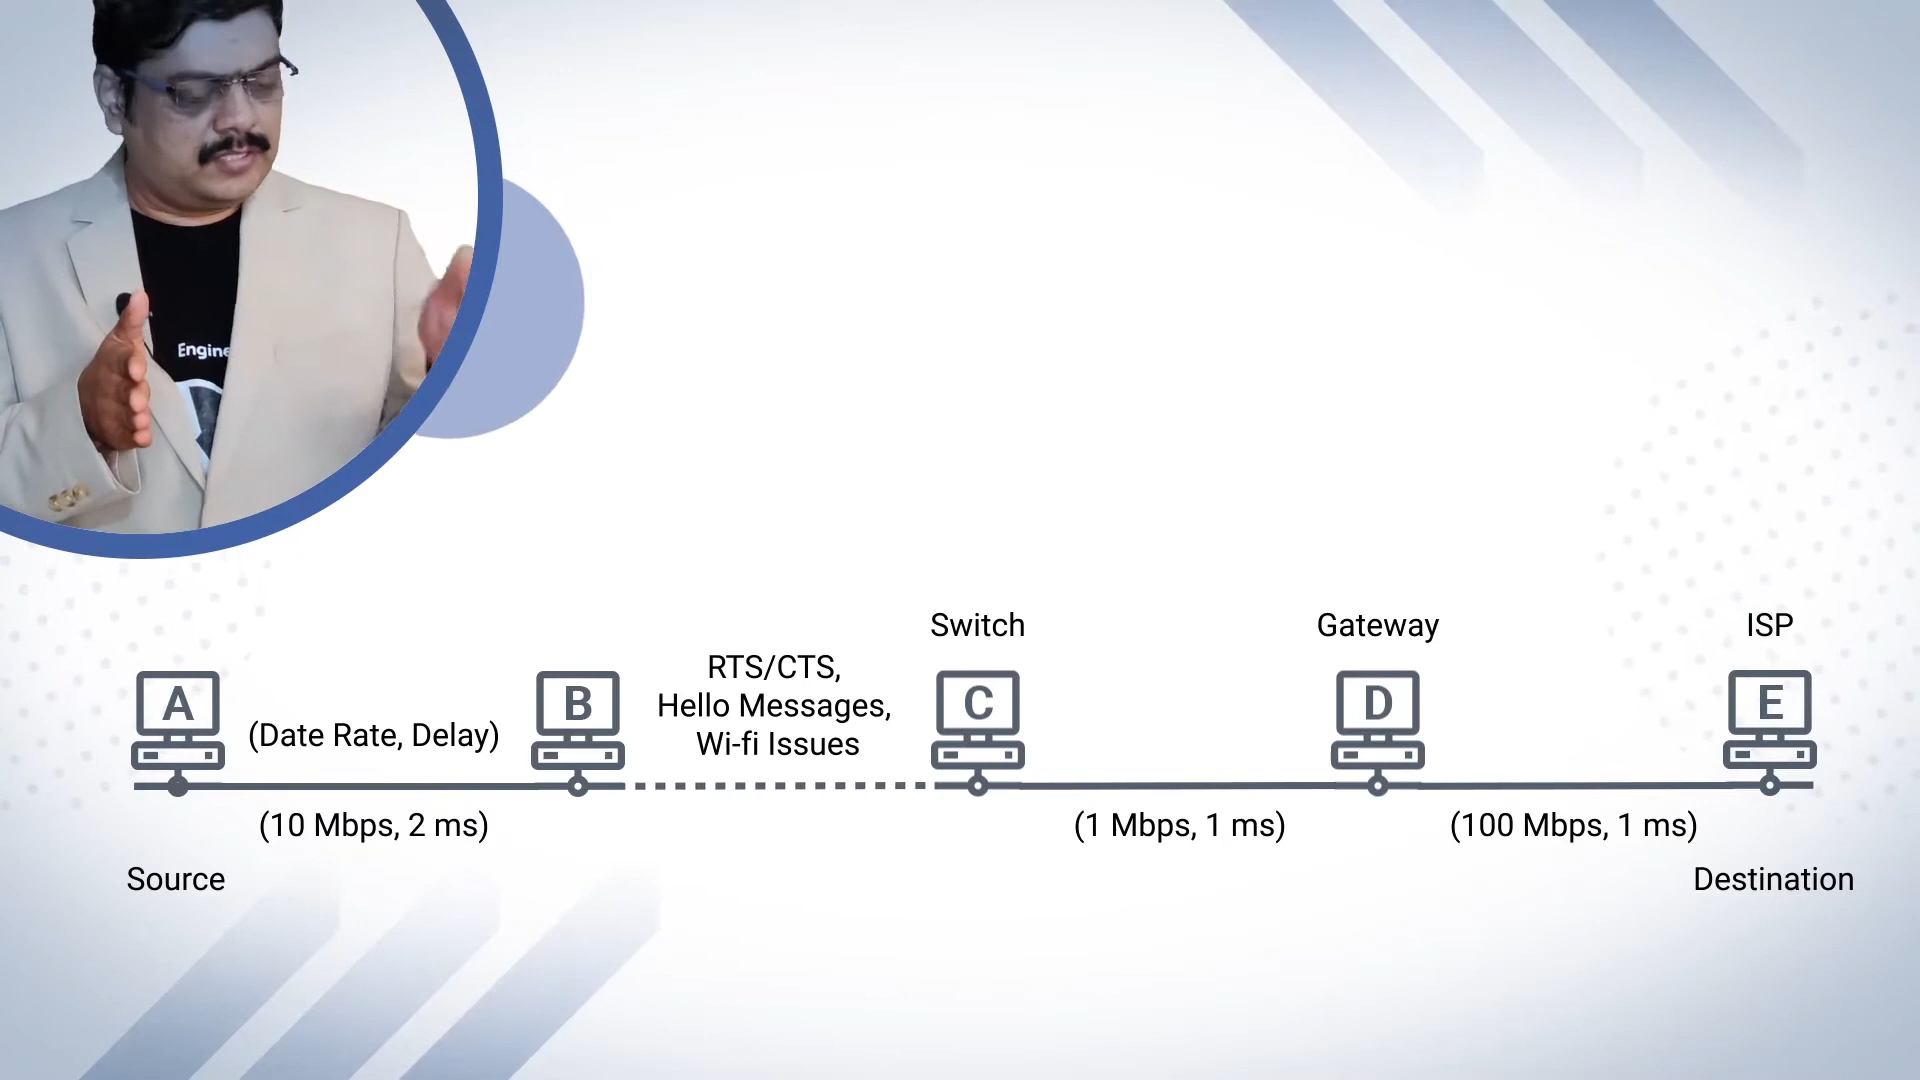 Engine
Switch
Gateway
ISP
RTS/CTS,
Hello Messages,
Wi-fi Issues
A
B
C
D
E
(Date Rate, Delay)
(10 Mbps, 2 ms)
(1 Mbps, 1 ms)
(100 Mbps, 1 ms)
Source
Destination